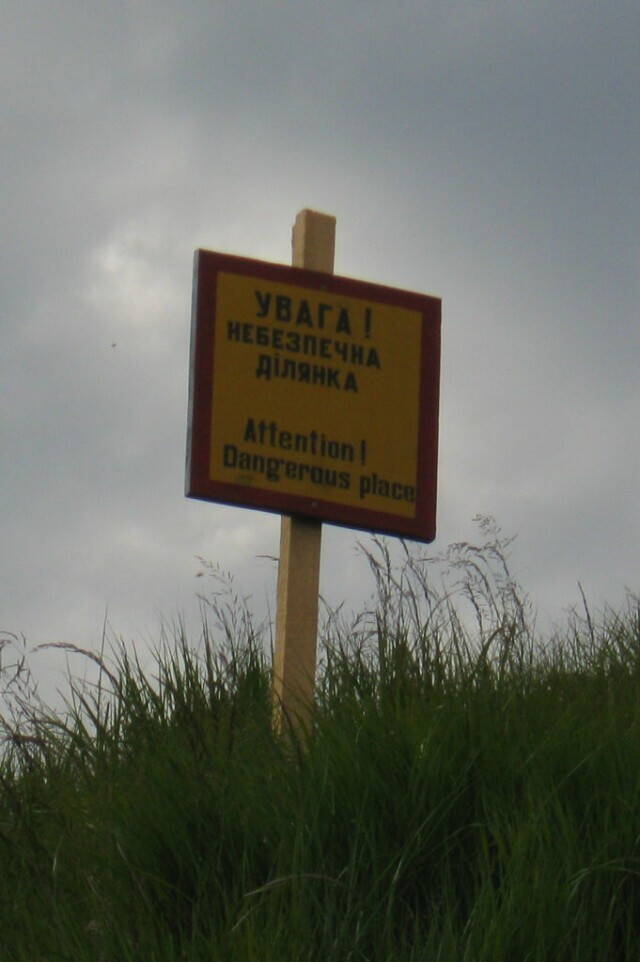 УВАГА!
НЕБЕЗПЕЧНА
ДІЛЯНКА
Attention!
Dangerous place